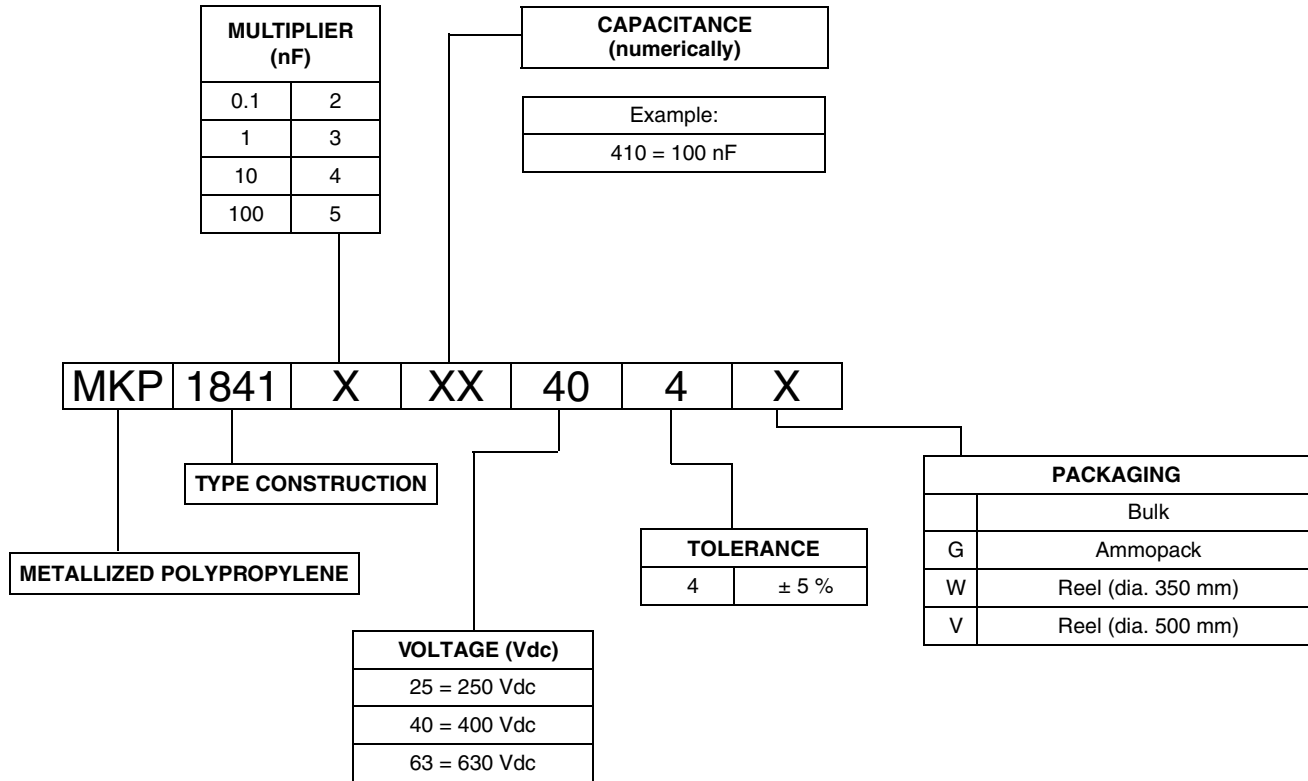 MULTIPLIER
(nF)
0.1 2
1 3
10 4
100 5
CAPACITANCE
(numerically)
Example:
410 = 100 nF
MKP 1841 X XX 40 4 X
TYPE CONSTRUCTION
METALLIZED POLYPROPYLENE
VOLTAGE (Vdc)
25 = 250 Vdc
40 = 400 Vdc
63 = 630 Vdc
TOLERANCE
4 ± 5 %
PACKAGING
Bulk
G Ammopack
W Reel (dia. 350 mm)
V Reel (dia. 500 mm)